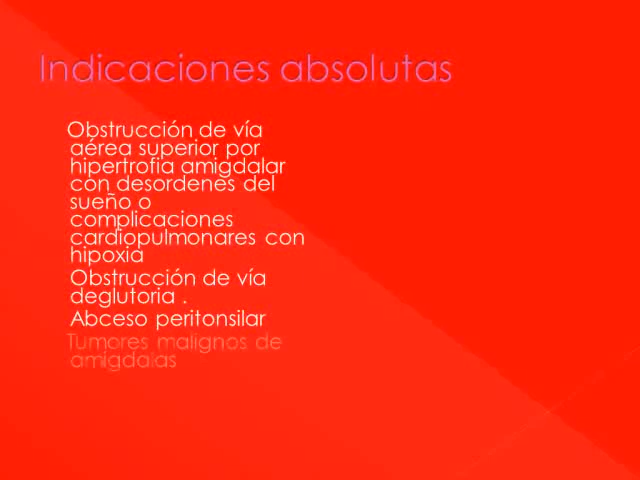 Indicaciones absolutas
Obstrucción de vía
aérea superior por
hipertrofia amigdalar
con desordenes del
sueño o
complicaciones
cardiopulmonares con
hipoxia
Obstrucción de vía
deglutoria .
Abceso peritonsilar
Tumores malignos de
amígdalas